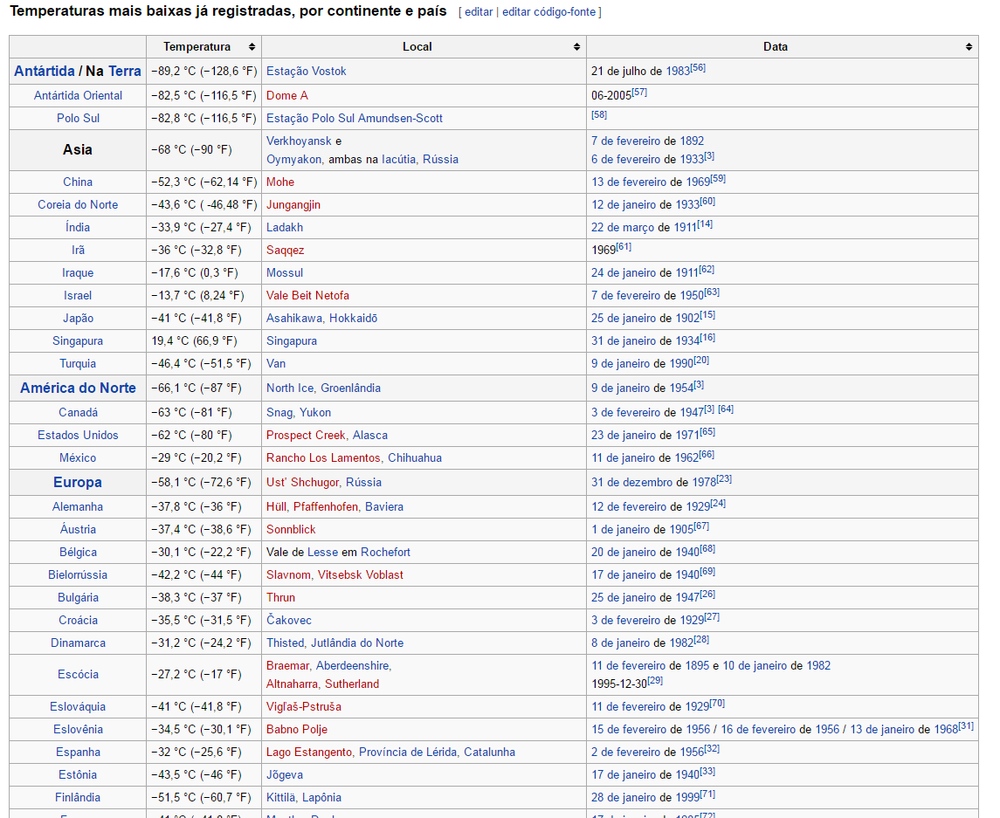 Temperaturas mais baixas já registradas, por continente e país [ editar | editar código-fonte ]
Temperatura Local Data
Antártida / Na Terra −89,2 °C (−128,6 °F) Estação Vostok 21 de julho de 1983[56]
Antártida Oriental −82,5 °C (−116,5 °F) Dome A 06-2005[57]
Polo Sul −82,8 °C (−116,5 °F) Estação Polo Sul Amundsen-Scott [58]
Asia −68 °C (−90 °F) Verkhoyansk e 7 de fevereiro de 1892
Oymyakon, ambas na Iacútia, Rússia 6 de fevereiro de 1933[3]
China −52,3 °C (−62,14 °F) Mohe 13 de fevereiro de 1969[59]
Coreia do Norte −43,6 °C ( -46,48 °F) Jungangjin 12 de janeiro de 1933[60]
Índia −33,9 °C (−27,4 °F) Ladakh 22 de março de 1911[14]
Irã −36 °C (−32,8 °F) Saqqez 1969[61]
Iraque −17,6 °C (0,3 °F) Mossul 24 de janeiro de 1911[62]
Israel −13,7 °C (8,24 °F) Vale Beit Netofa 7 de fevereiro de 1950[63]
Japão −41 °C (−41,8 °F) Asahikawa, Hokkaidō 25 de janeiro de 1902[15]
Singapura 19,4 °C (66,9 °F) Singapura 31 de janeiro de 1934[16]
Turquia −46,4 °C (−51,5 °F) Van 9 de janeiro de 1990[20]
América do Norte −66,1 °C (−87 °F) North Ice, Groenlândia 9 de janeiro de 1954[3]
Canadá −63 °C (−81 °F) Snag, Yukon 3 de fevereiro de 1947[3] [64]
Estados Unidos −62 °C (−80 °F) Prospect Creek, Alasca 23 de janeiro de 1971[65]
México −29 °C (−20,2 °F) Rancho Los Lamentos, Chihuahua 11 de janeiro de 1962[66]
Europa −58,1 °C (−72,6 °F) Ust' Shchugor, Rússia 31 de dezembro de 1978[23]
Alemanha −37,8 °C (−36 °F) Hüll, Pfaffenhofen, Baviera 12 de fevereiro de 1929[24]
Áustria −37,4 °C (−38,6 °F) Sonnblick 1 de janeiro de 1905[67]
Bélgica −30,1 °C (−22,2 °F) Vale de Lesse em Rochefort 20 de janeiro de 1940[68]
Bielorrússia −42,2 °C (−44 °F) Slavnom, Vitsebsk Voblast 17 de janeiro de 1940[69]
Bulgária −38,3 °C (−37 °F) Thrun 25 de janeiro de 1947[26]
Croácia −35,5 °C (−31,5 °F) Čakovec 3 de fevereiro de 1929[27]
Dinamarca −31,2 °C (−24,2 °F) Thisted, Jutlândia do Norte 8 de janeiro de 1982[28]
Escócia −27,2 °C (−17 °F) Braemar, Aberdeenshire, 11 de fevereiro de 1895 e 10 de janeiro de 1982
Altnaharra, Sutherland 1995-12-30[29]
Eslováquia −41 °C (−41,8 °F) Vigľaš-Pstruša 11 de fevereiro de 1929[70]
Eslovênia −34,5 °C (−30,1 °F) Babno Polje 15 de fevereiro de 1956 / 16 de fevereiro de 1956 / 13 de janeiro de 1968[31]
Espanha −32 °C (−25,6 °F) Lago Estangento, Província de Lérida, Catalunha 2 de fevereiro de 1956[32]
Estônia −43,5 °C (−46 °F) Jõgeva 17 de janeiro de 1940[33]
Finlândia −51,5 °C (−60,7 °F) Kittilä, Lapônia 28 de janeiro de 1999[71]